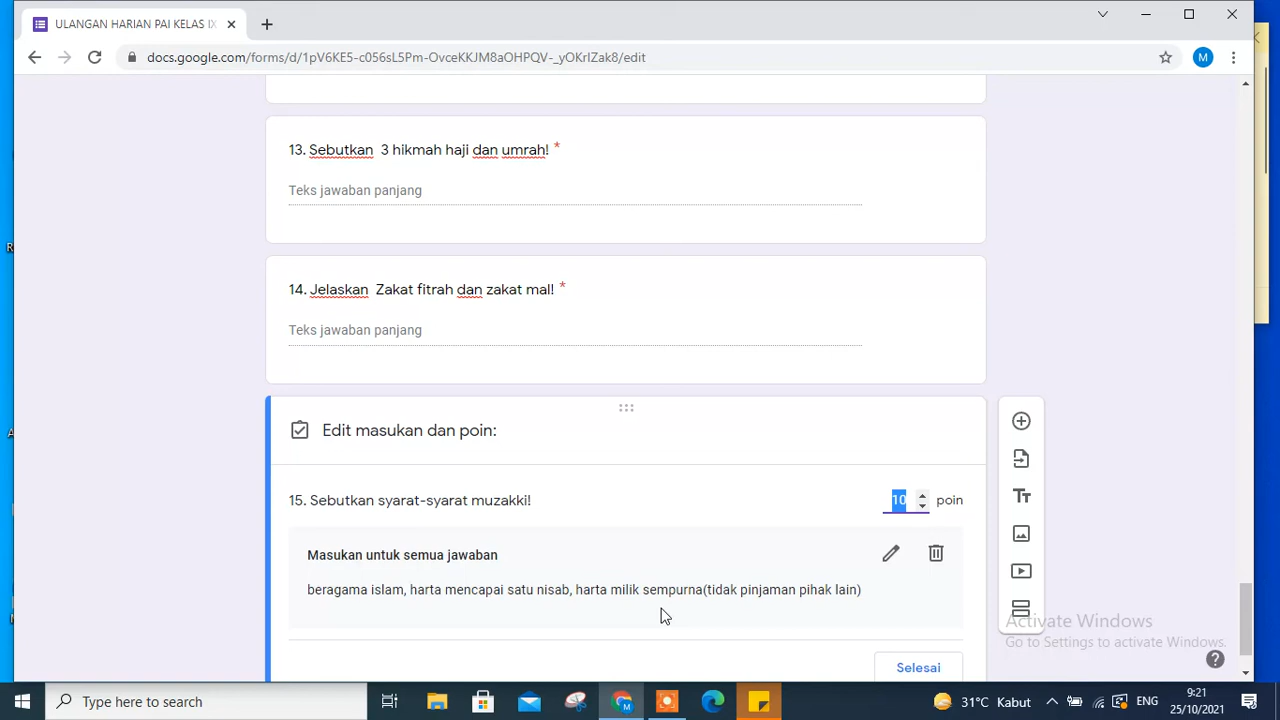 ULANGAN HARIAN PAI KELAS IX
docs.google.com/forms/d/1pV6KE5-c056sL5Pm-OvceKKJM8aOHPQV-_yOKrIZak8/edit
M
13. Sebutkan 3 hikmah haji dan umrah! *
Teks jawaban panjang
14. Jelaskan Zakat fitrah dan zakat mal! *
Teks jawaban panjang
Edit masukan dan poin:
15. Sebutkan syarat-syarat muzakki!
10 poin
Masukan untuk semua jawaban
beragama islam, harta mencapai satu nisab, harta milik sempurna(tidak pinjaman pihak lain)
Activate Windows
Go to Settings to activate Windows.
Selesai
Type here to search
31°C Kabut
ENG
9:21
25/10/2021